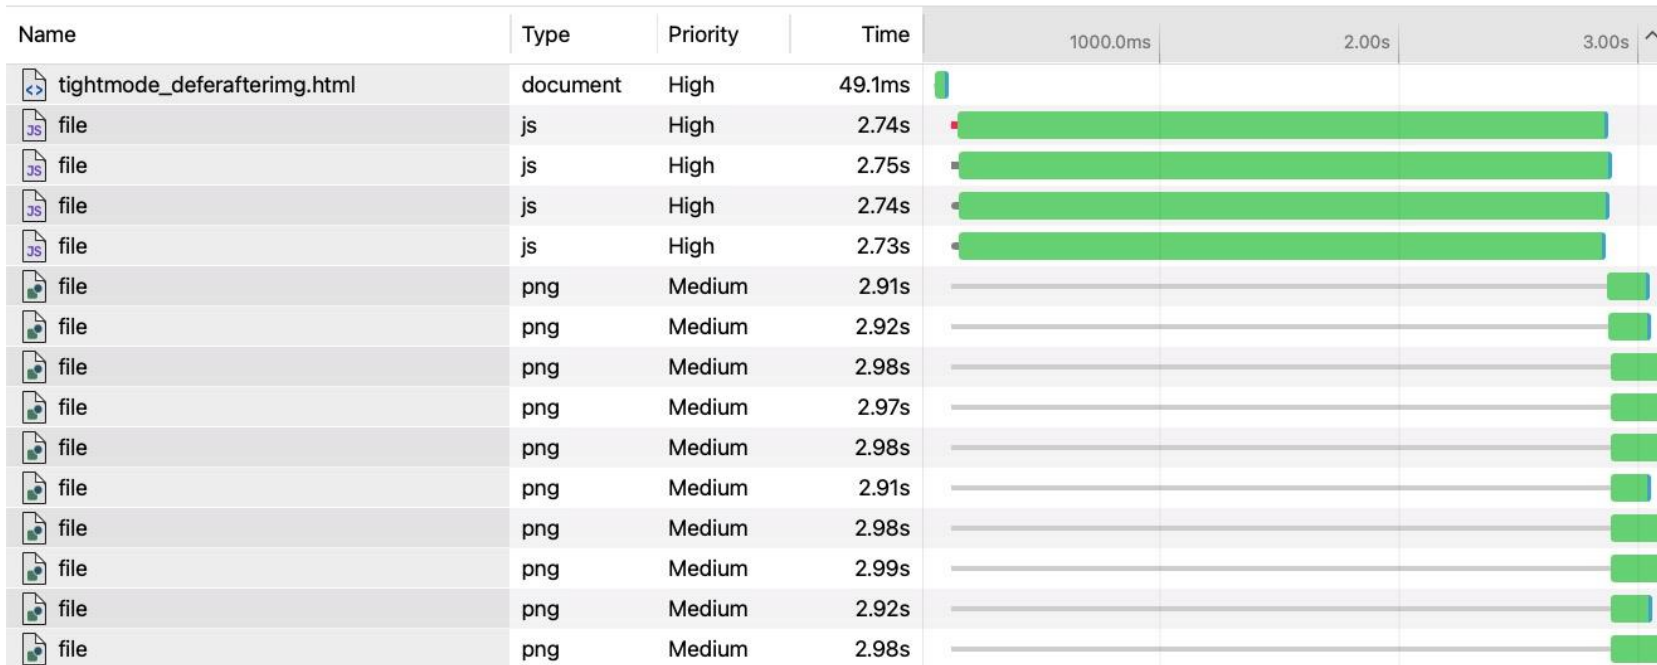 Name Type Priority Time 1000.0ms 2.00s 3.00s
tightmode_deferafterimg.html document High 49.1ms
JS file js High 2.74s
JS file js High 2.75s
JS file js High 2.74s
JS file js High 2.73s
file png Medium 2.91s
file png Medium 2.92s
file png Medium 2.98s
file png Medium 2.97s
file png Medium 2.98s
file png Medium 2.91s
file png Medium 2.98s
file png Medium 2.99s
file png Medium 2.92s
file png Medium 2.98s